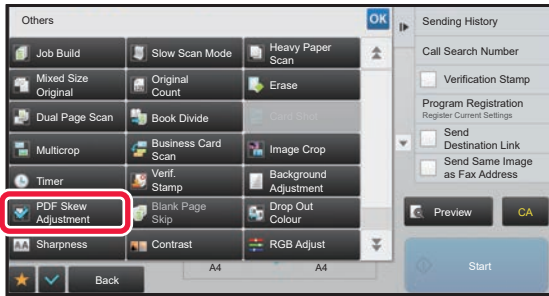 Others
OK
Job Build
Slow Scan Mode
Heavy Paper
Scan
Mixed Size
Original
Original
Count
Erase
Dual Page Scan
Book Divide
Card Shot
Multicrop
Business Card
Scan
Image Crop
Timer
Verif.
Stamp
Background
Adjustment
PDF Skew
Adjustment
Blank Page
Skip
Drop Out
Colour
Sharpness
Contrast
RGB Adjust
Back
A4
A4
Sending History
Call Search Number
Verification Stamp
Program Registration
Register Current Settings
Send
Destination Link
Send Same Image
as Fax Address
Preview
CA
Start